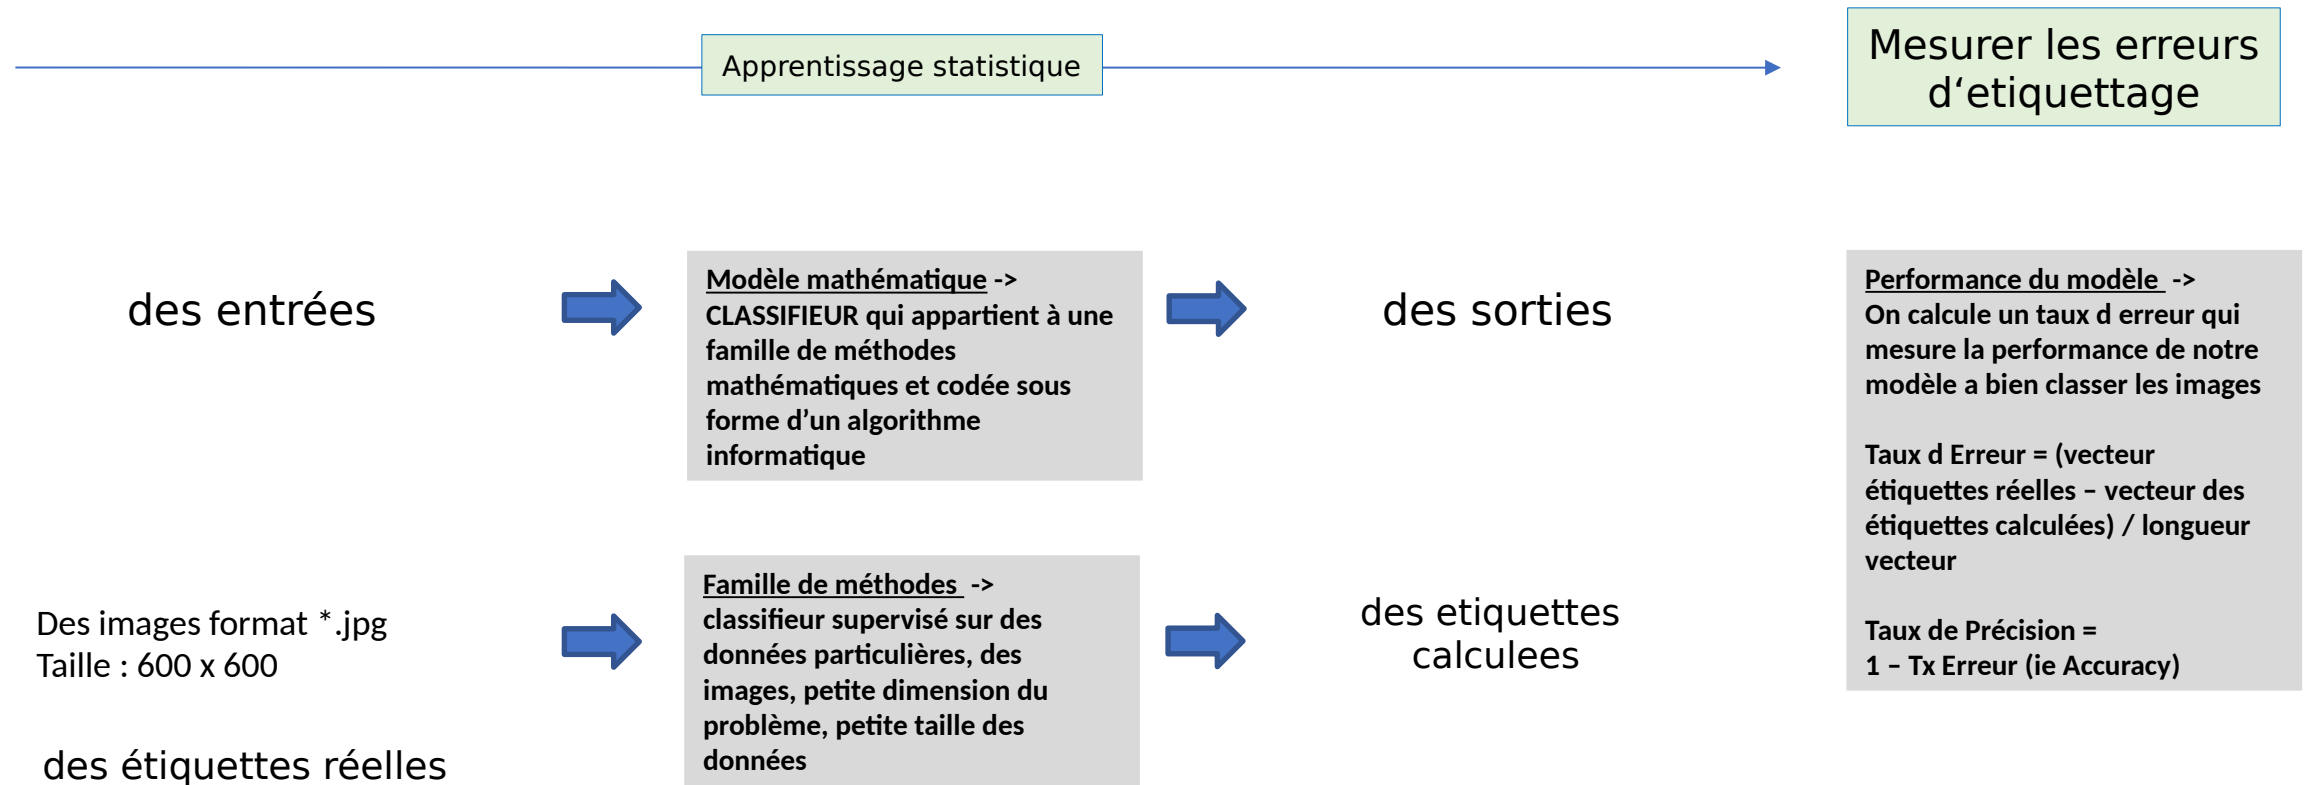 Apprentissage statistique
Mesurer les erreurs
d‘etiquettage
des entrées
Modèle mathématique ->
CLASSIFIEUR qui appartient à une
famille de méthodes
mathématiques et codée sous
forme d’un algorithme
informatique
des sorties
Performance du modèle  ->
On calcule un taux d erreur qui
mesure la performance de notre
modèle a bien classer les images
Taux d Erreur = (vecteur
étiquettes réelles – vecteur des
étiquettes calculées) / longueur
vecteur
Taux de Précision =
1 – Tx Erreur (ie Accuracy)
Des images format *.jpg
Taille : 600 x 600
des étiquettes réelles
Famille de méthodes  ->
classifieur supervisé sur des
données particulières, des
images, petite dimension du
problème, petite taille des
données
des etiquettes
calculees